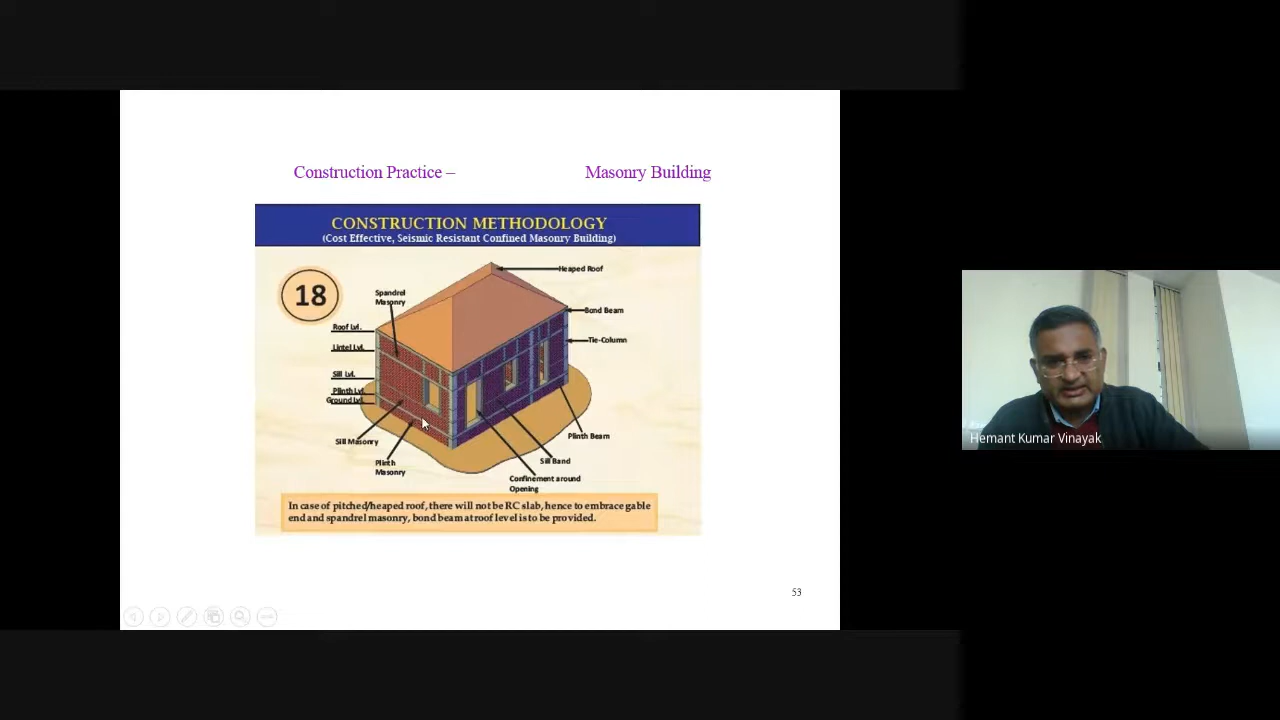 Construction Practice – Masonry Building
CONSTRUCTION METHODOLOGY
(Cost Effective, Seismic Resistant Confined Masonry Building)
18
Heaped Roof
Spandrel
Masonry
Bond Beam
Roof Lvl.
Tie-Column
Lintel Lvl.
Sill Lvl.
Plinth Lvl.
Ground Lvl.
Sill Masonry
Plinth Beam
Plinth
Masonry
Sill Band
Confinement around
Opening
In case of pitched/heaped roof, there will not be RC slab, hence to embrace gable
end and spandrel masonry, bond beam at roof level is to be provided.
53
Hemant Kumar Vinayak